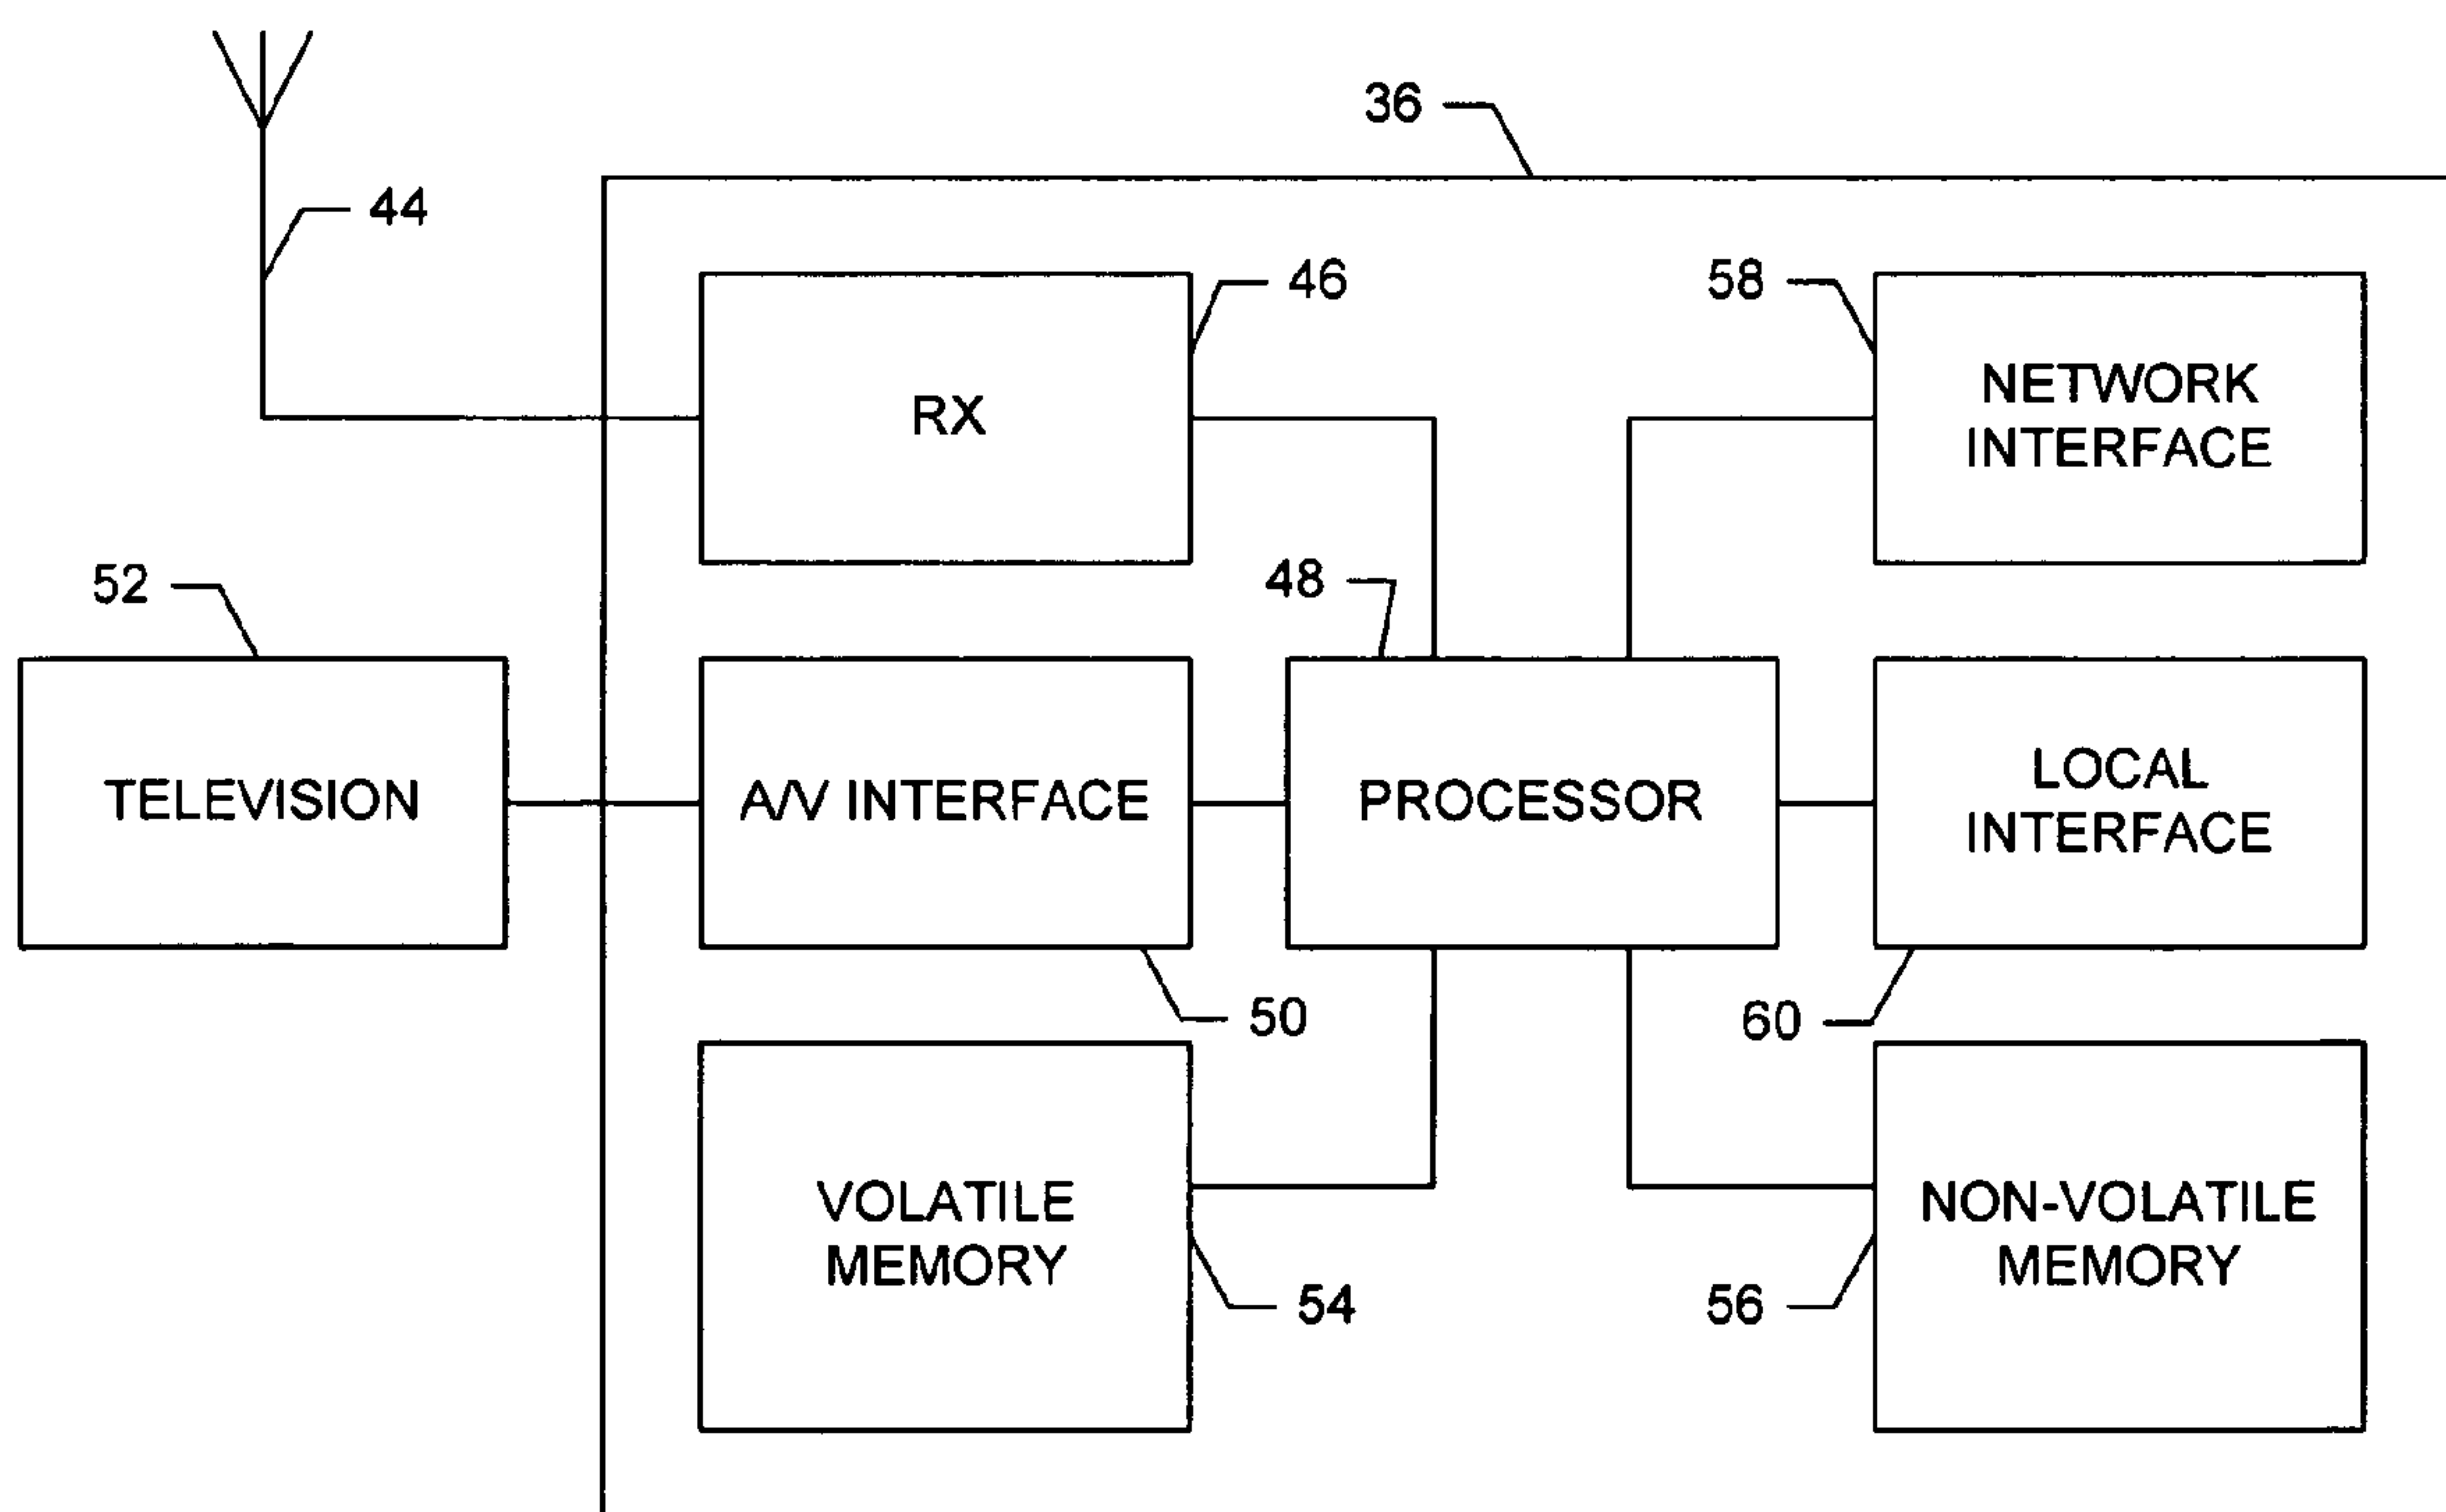 36
44
46
58
RX
NETWORK
INTERFACE
52
48
TELEVISION
A/V INTERFACE
PROCESSOR
LOCAL
INTERFACE
50
60
VOLATILE
MEMORY
NON-VOLATILE
MEMORY
54
56